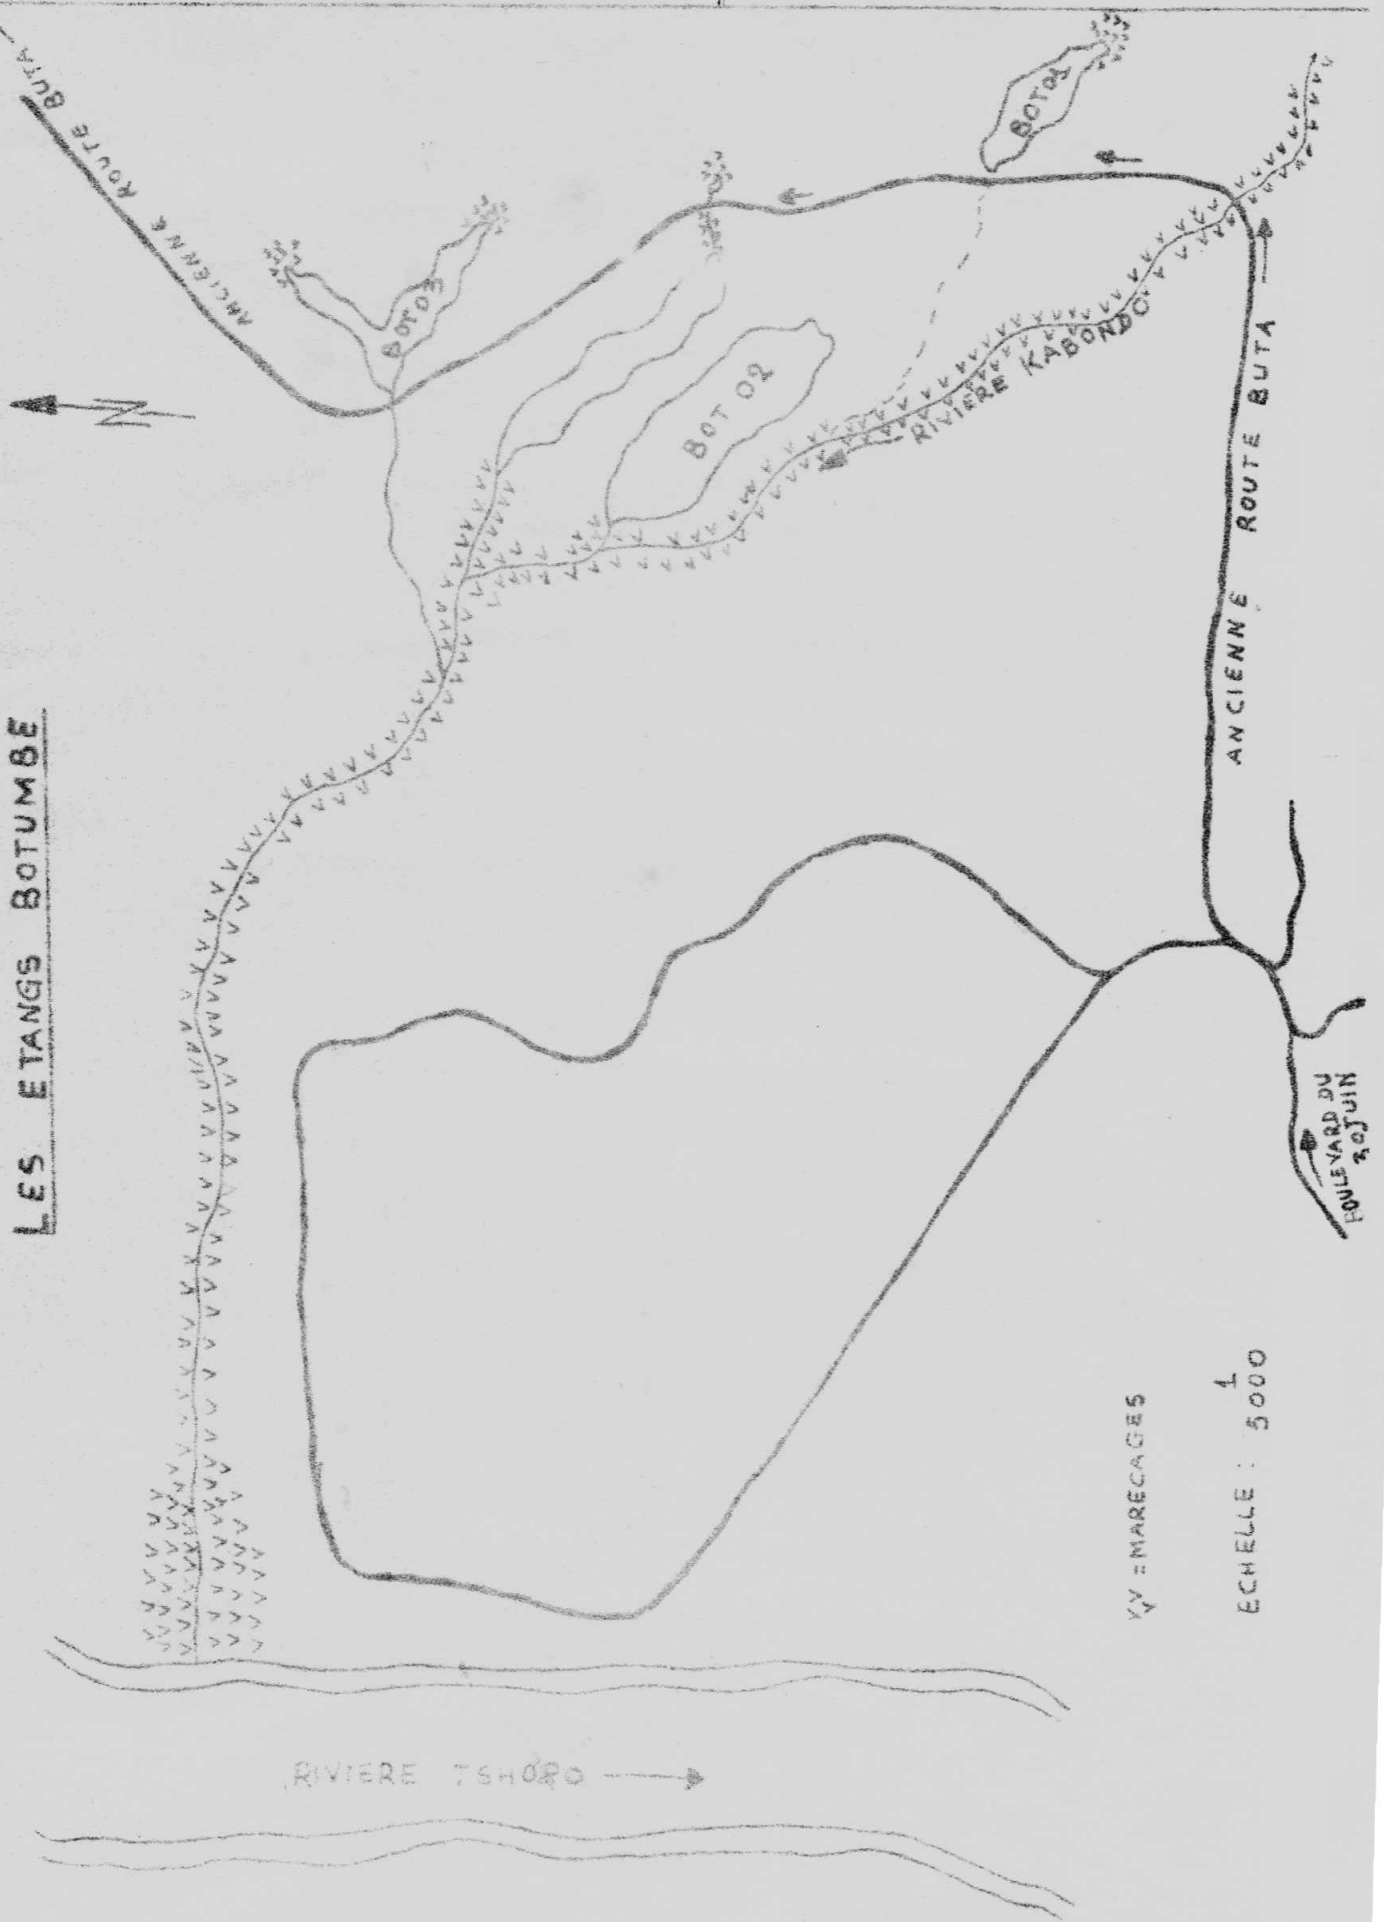 LES ETANGS BOTUMBE
ANCIENNE ROUTE BUTA
N
BOT 03
BOT 02
BOT 01
RIVIERE KABONDO
ANCIENNE ROUTE BUTA
BOULEVARD DU
30 JUIN
RIVIERE TSHOPO
VVV = MARECAGES
ECHELLE : 1
5000